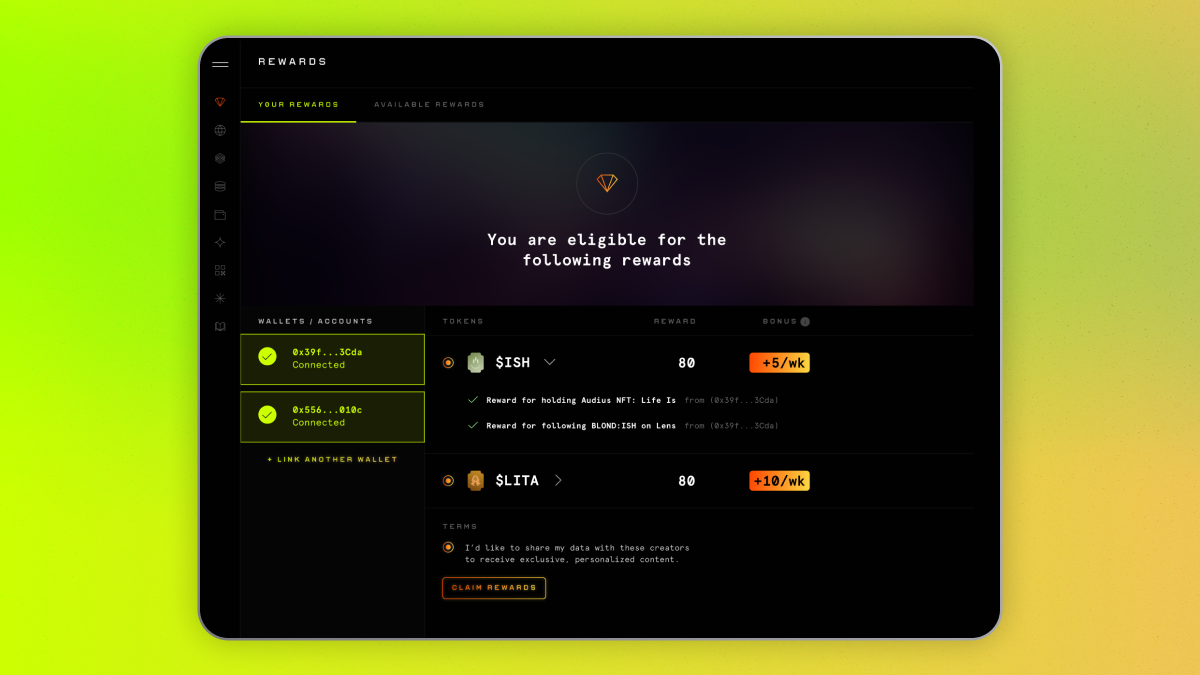 REWARDS
YOUR REWARDS AVAILABLE REWARDS
You are eligible for the
following rewards
WALLETS / ACCOUNTS
0x39f...3Cda
Connected
0x556...010c
Connected
+ LINK ANOTHER WALLET
TOKENS REWARD BONUS i
$ISH 80 +5/wk
Reward for holding Audius NFT: Life Is from (0x39f...3Cda)
Reward for following BLOND:ISH on Lens from (0x39f...3Cda)
$LITA 80 +10/wk
TERMS
I'd like to share my data with these creators
to receive exclusive, personalized content.
CLAIM REWARDS